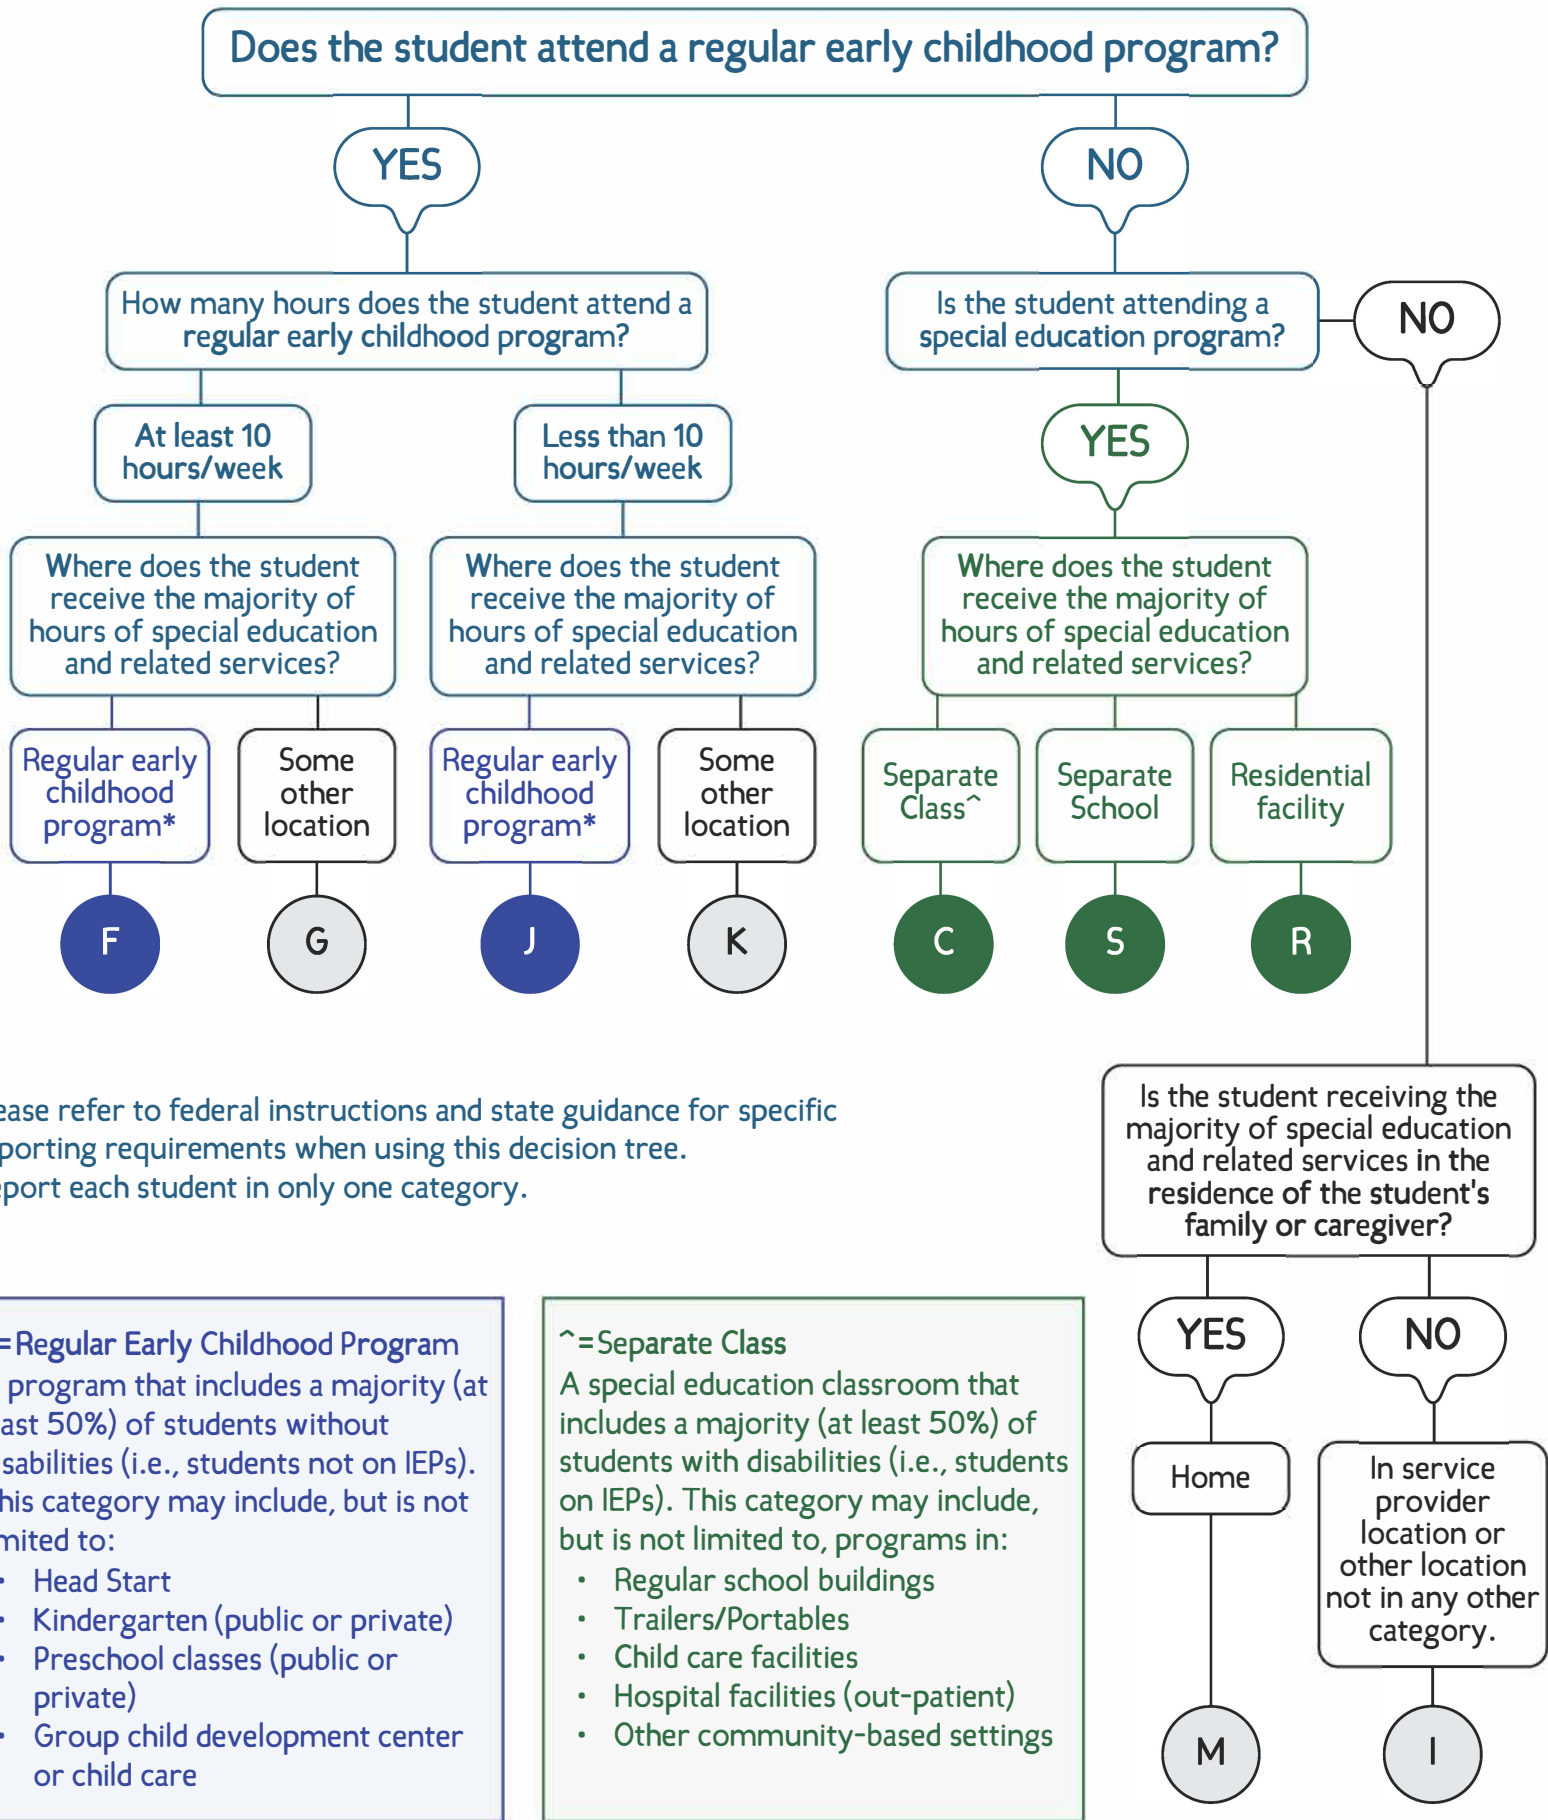 Does the student attend a regular early childhood program?
YES
NO
How many hours does the student attend a
regular early childhood program?
Is the student attending a
special education program?
NO
At least 10
hours/week
Less than 10
hours/week
YES
Where does the student
receive the majority of
hours of special education
and related services?
Where does the student
receive the majority of
hours of special education
and related services?
Where does the student
receive the majority of
hours of special education
and related services?
Regular early
childhood
program*
Some
other
location
Regular early
childhood
program*
Some
other
location
Separate
Class^
Separate
School
Residential
facility
F
G
J
K
C
S
R
ease refer to federal instructions and state guidance for specific
porting requirements when using this decision tree.
eport each student in only one category.
Is the student receiving the
majority of special education
and related services in the
residence of the student's
family or caregiver?
YES
NO
Home
In service
provider
location or
other location
not in any other
category.
M
I
=Regular Early Childhood Program
program that includes a majority (at
ast 50%) of students without
sabilities (i.e., students not on IEPs).
his category may include, but is not
mited to:
• Head Start
• Kindergarten (public or private)
• Preschool classes (public or
private)
• Group child development center
or child care
^=Separate Class
A special education classroom that
includes a majority (at least 50%) of
students with disabilities (i.e., students
on IEPs). This category may include,
but is not limited to, programs in:
• Regular school buildings
• Trailers/Portables
• Child care facilities
• Hospital facilities (out-patient)
• Other community-based settings